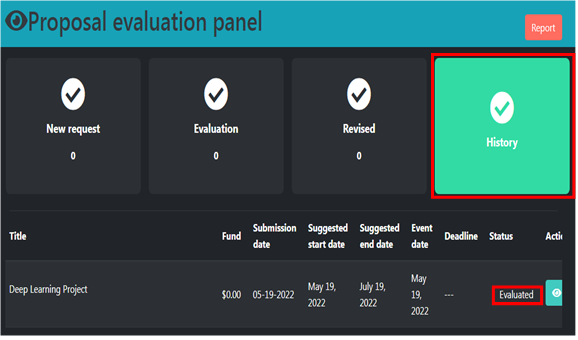 Proposal evaluation panel
Report
New request
0
Evaluation
0
Revised
0
History
Title Fund Submission date Suggested start date Suggested end date Event date Deadline Status Actic
Deep Learning Project $0.00 05-19-2022 May 19, 2022 July 19, 2022 May 19, 2022 --- Evaluated